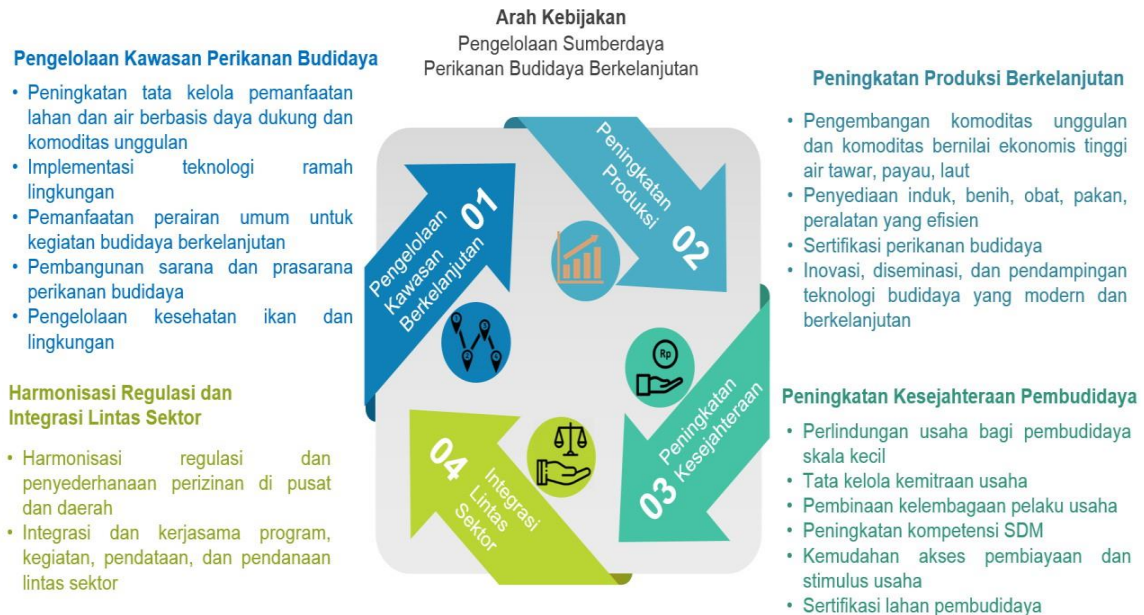 Arah Kebijakan
Pengelolaan Sumberdaya
Perikanan Budidaya Berkelanjutan
Pengelolaan Kawasan Perikanan Budidaya
• Peningkatan tata kelola pemanfaatan
lahan dan air berbasis daya dukung dan
komoditas unggulan
• Implementasi teknologi ramah
lingkungan
• Pemanfaatan perairan umum untuk
kegiatan budidaya berkelanjutan
• Pembangunan sarana dan prasarana
perikanan budidaya
• Pengelolaan kesehatan ikan dan
lingkungan
Peningkatan Produksi Berkelanjutan
• Pengembangan komoditas unggulan
dan komoditas bernilai ekonomis tinggi
air tawar, payau, laut
• Penyediaan induk, benih, obat, pakan,
peralatan yang efisien
• Sertifikasi perikanan budidaya
• Inovasi, diseminasi, dan pendampingan
teknologi budidaya yang modern dan
berkelanjutan
01
Pengelolaan
Kawasan
Berkelanjutan
1
2
3
4
5
Peningkatan
Produksi
02
Rp
Peningkatan
Kesejahteraan
03
04
Integrasi
Lintas
Sektor
Harmonisasi Regulasi dan
Integrasi Lintas Sektor
• Harmonisasi regulasi dan
penyederhanaan perizinan di pusat
dan daerah
• Integrasi dan kerjasama program,
kegiatan, pendataan, dan pendanaan
lintas sektor
Peningkatan Kesejahteraan Pembudidaya
• Perlindungan usaha bagi pembudidaya
skala kecil
• Tata kelola kemitraan usaha
• Pembinaan kelembagaan pelaku usaha
• Peningkatan kompetensi SDM
• Kemudahan akses pembiayaan dan
stimulus usaha
• Sertifikasi lahan pembudidaya